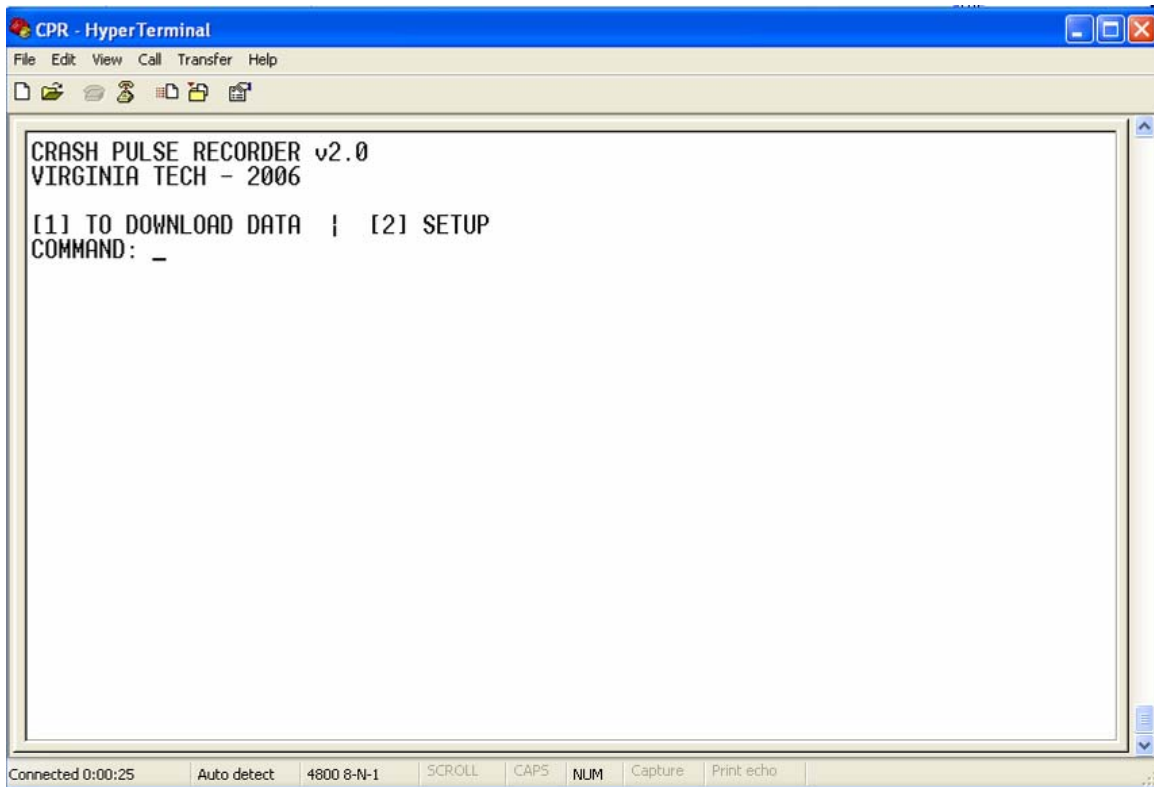 CPR - HyperTerminal
File Edit View Call Transfer Help
CRASH PULSE RECORDER v2.0
VIRGINIA TECH - 2006
[1] TO DOWNLOAD DATA ¦ [2] SETUP
COMMAND: _
Connected 0:00:25 Auto detect 4800 8-N-1 SCROLL CAPS NUM Capture Print echo